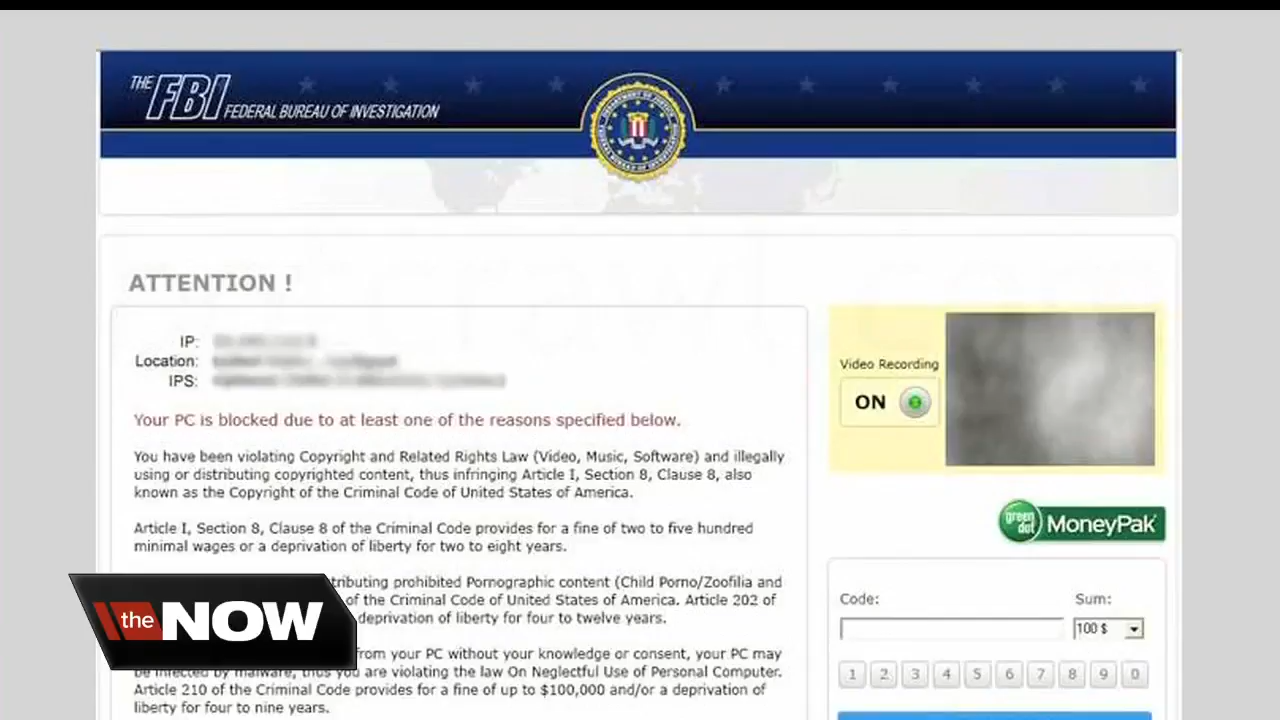 THE FBI FEDERAL BUREAU OF INVESTIGATION
ATTENTION !
IP:
Location:
IPS:
Your PC is blocked due to at least one of the reasons specified below.
You have been violating Copyright and Related Rights Law (Video, Music, Software) and illegally
using or distributing copyrighted content, thus infringing Article I, Section 8, Clause 8, also
known as the Copyright of the Criminal Code of United States of America.
Article I, Section 8, Clause 8 of the Criminal Code provides for a fine of two to five hundred
minimal wages or a deprivation of liberty for two to eight years.
prohibited Pornographic content (Child Porno/Zoofilia and
of the Criminal Code of United States of America. Article 202 of
deprivation of liberty for four to twelve years.
from your PC without your knowledge or consent, your PC may
be infected by malware, thus you are violating the law On Neglectful Use of Personal Computer.
Article 210 of the Criminal Code provides for a fine of up to $100,000 and/or a deprivation of
liberty for four to nine years.
Video Recording
ON
green dot MoneyPak
Code:
Sum:
100 $
1 2 3 4 5 6 7 8 9 0
the NOW